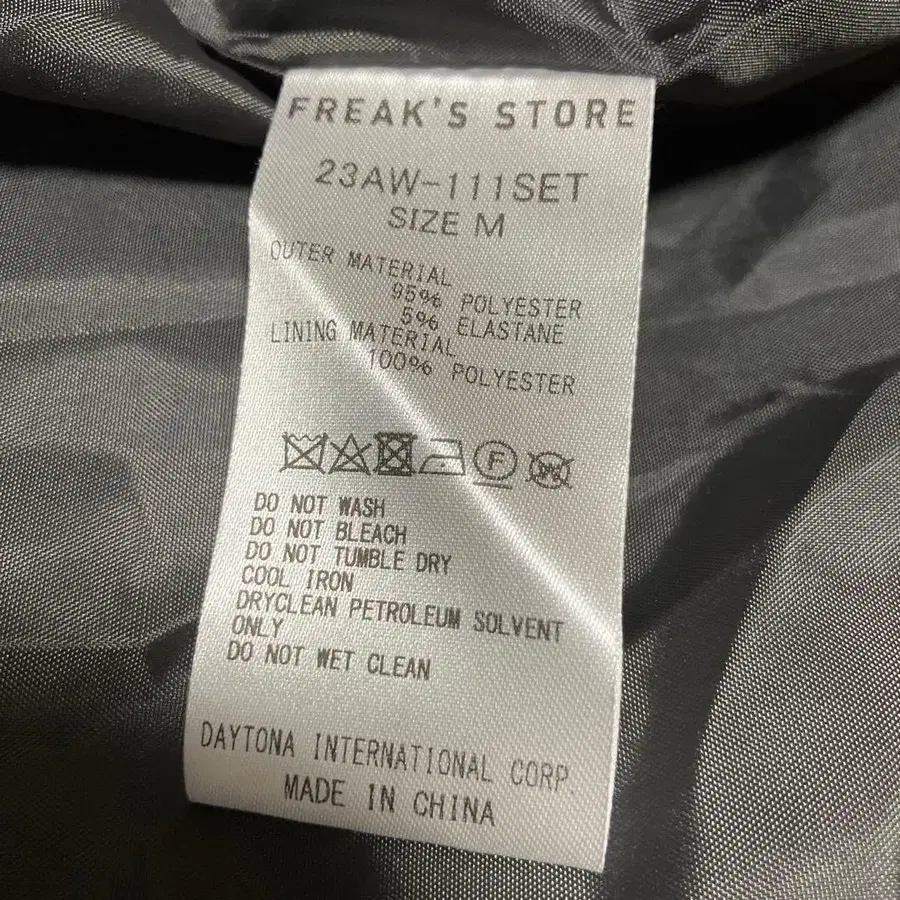 FREAK'S STORE
23AW-111SET
SIZE M
OUTER MATERIAL
95% POLYESTER
5% ELASTANE
LINING MATERIAL
100% POLYESTER
F W
DO NOT WASH
DO NOT BLEACH
DO NOT TUMBLE DRY
COOL IRON
DRYCLEAN PETROLEUM SOLVENT
ONLY
DO NOT WET CLEAN
DAYTONA INTERNATIONAL CORP.
MADE IN CHINA